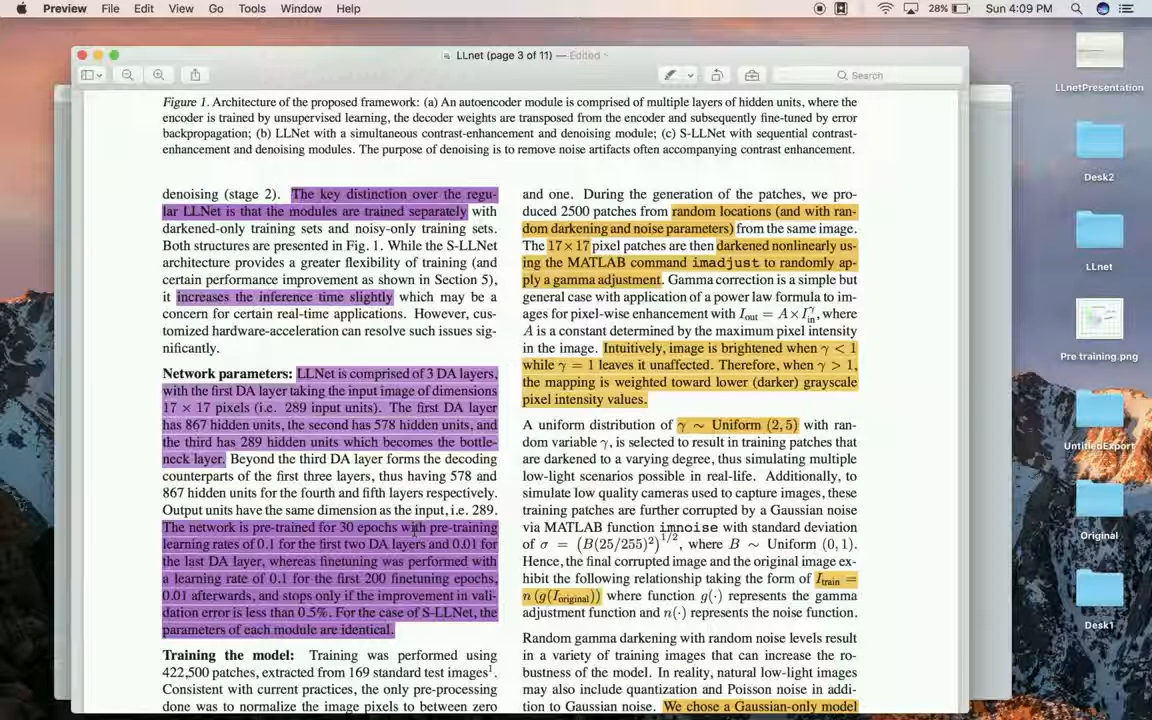 Preview File Edit View Go Tools Window Help 28% Sun 4:09 PM
LLnet (page 3 of 11) — Edited
Search
Figure 1. Architecture of the proposed framework: (a) An autoencoder module is comprised of multiple layers of hidden units, where the
encoder is trained by unsupervised learning, the decoder weights are transposed from the encoder and subsequently fine-tuned by error
backpropagation; (b) LLNet with a simultaneous contrast-enhancement and denoising module; (c) S-LLNet with sequential contrast-
enhancement and denoising modules. The purpose of denoising is to remove noise artifacts often accompanying contrast enhancement.
denoising (stage 2). The key distinction over the regu-
lar LLNet is that the modules are trained separately with
darkened-only training sets and noisy-only training sets.
Both structures are presented in Fig. 1. While the S-LLNet
architecture provides a greater flexibility of training (and
certain performance improvement as shown in Section 5),
it increases the inference time slightly which may be a
concern for certain real-time applications. However, cus-
tomized hardware-acceleration can resolve such issues sig-
nificantly.
Network parameters: LLNet is comprised of 3 DA layers,
with the first DA layer taking the input image of dimensions
17 × 17 pixels (i.e. 289 input units). The first DA layer
has 867 hidden units, the second has 578 hidden units, and
the third has 289 hidden units which becomes the bottle-
neck layer. Beyond the third DA layer forms the decoding
counterparts of the first three layers, thus having 578 and
867 hidden units for the fourth and fifth layers respectively.
Output units have the same dimension as the input, i.e. 289.
The network is pre-trained for 30 epochs with pre-training
learning rates of 0.1 for the first two DA layers and 0.01 for
the last DA layer, whereas finetuning was performed with
a learning rate of 0.1 for the first 200 finetuning epochs,
0.01 afterwards, and stops only if the improvement in vali-
dation error is less than 0.5%. For the case of S-LLNet, the
parameters of each module are identical.
Training the model: Training was performed using
422,500 patches, extracted from 169 standard test images¹.
Consistent with current practices, the only pre-processing
done was to normalize the image pixels to between zero
and one. During the generation of the patches, we pro-
duced 2500 patches from random locations (and with ran-
dom darkening and noise parameters) from the same image.
The 17×17 pixel patches are then darkened nonlinearly us-
ing the MATLAB command imadjust to randomly ap-
ply a gamma adjustment. Gamma correction is a simple but
general case with application of a power law formula to im-
ages for pixel-wise enhancement with I_out = A × I_in^γ, where
A is a constant determined by the maximum pixel intensity
in the image. Intuitively, image is brightened when γ < 1
while γ = 1 leaves it unaffected. Therefore, when γ > 1,
the mapping is weighted toward lower (darker) grayscale
pixel intensity values.
A uniform distribution of γ ∼ Uniform (2, 5) with ran-
dom variable γ, is selected to result in training patches that
are darkened to a varying degree, thus simulating multiple
low-light scenarios possible in real-life. Additionally, to
simulate low quality cameras used to capture images, these
training patches are further corrupted by a Gaussian noise
via MATLAB function imnoise with standard deviation
of σ = (B(25/255)²)^1/2, where B ∼ Uniform (0, 1).
Hence, the final corrupted image and the original image ex-
hibit the following relationship taking the form of I_train =
n (g(I_original)) where function g(·) represents the gamma
adjustment function and n(·) represents the noise function.
Random gamma darkening with random noise levels result
in a variety of training images that can increase the ro-
bustness of the model. In reality, natural low-light images
may also include quantization and Poisson noise in addi-
tion to Gaussian noise. We chose a Gaussian-only model
LLnetPresentation
Desk2
LLnet
Pre training.png
UntitledExport
Original
Desk1